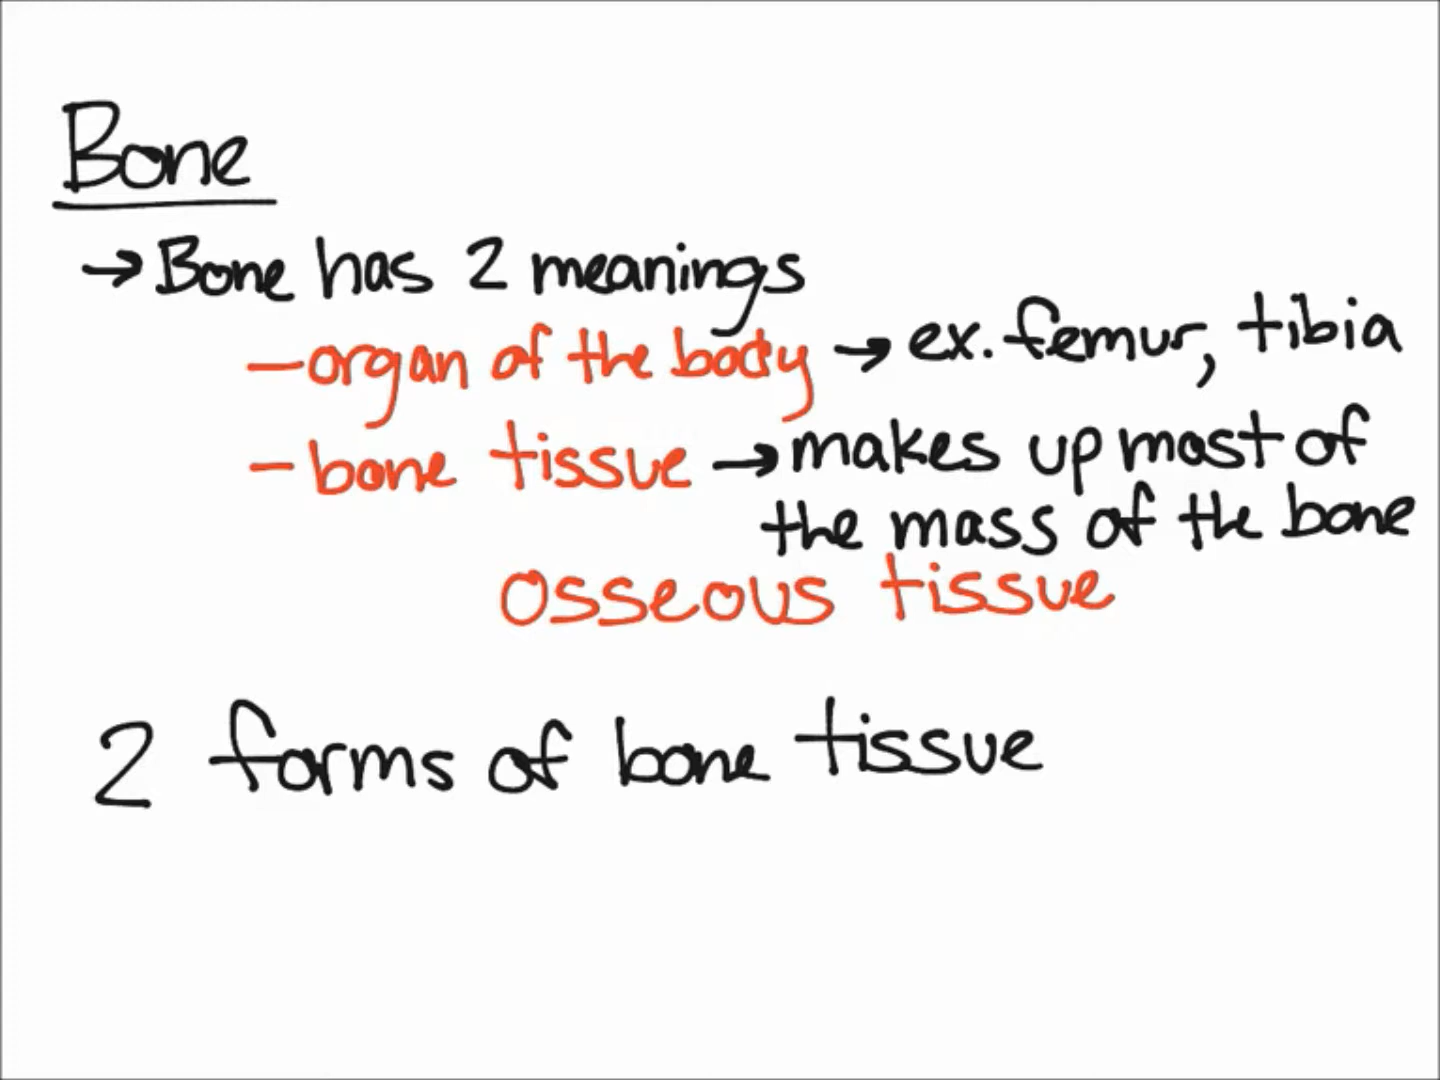 Bone
→ Bone has 2 meanings
– organ of the body → ex. femur, tibia
– bone tissue → makes up most of
the mass of the bone
Osseous tissue
2 forms of bone tissue